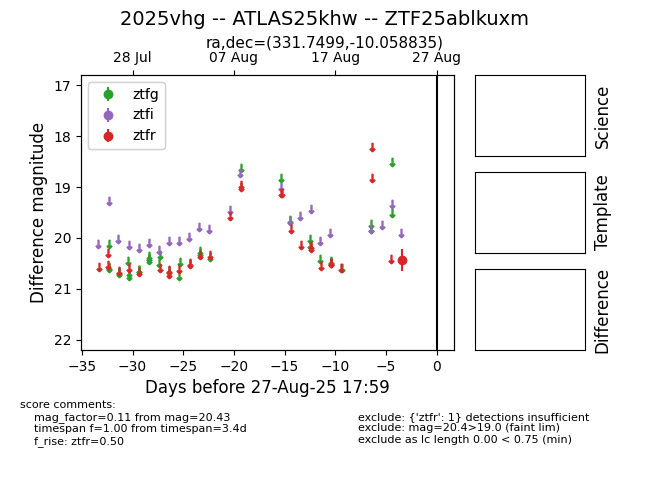 2025vhg -- ATLAS25khw -- ZTF25ablkuxm
ra,dec=(331.7499,-10.058835)
28 Jul 07 Aug 17 Aug 27 Aug
ztfg
ztfi
ztfr
17
18
19
20
21
22
Difference magnitude
−35 −30 −25 −20 −15 −10 −5 0
Days before 27-Aug-25 17:59
Science
Template
Difference
score comments:
mag_factor=0.11 from mag=20.43
timespan f=1.00 from timespan=3.4d
f_rise: ztfr=0.50
exclude: {'ztfr': 1} detections insufficient
exclude: mag=20.4>19.0 (faint lim)
exclude as lc length 0.00 < 0.75 (min)